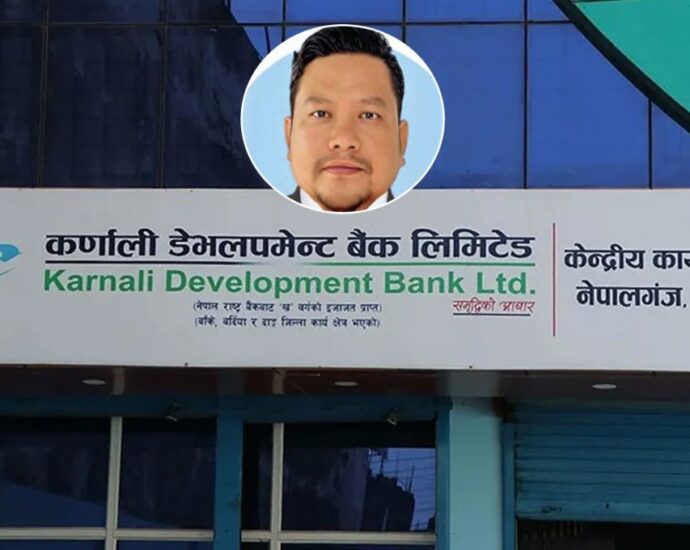 कर्णाली डेभलपमेन्ट बैंक लिमिटेड
Karnali Development Bank Ltd.
(नेपाल राष्ट्र बैंकबाट 'ख' वर्गको इजाजत प्राप्त)
समृद्धिको आधार
(बाँके, बर्दिया र दाङ जिल्ला कार्य क्षेत्र भएको)
केन्द्रीय कार
नेपालगंज,